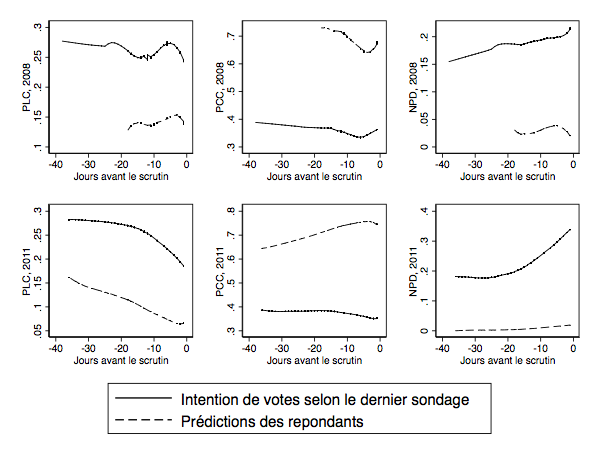 .3
.25
.2
.15
.1
PLC, 2008
-40 -30 -20 -10 0
Jours avant le scrutin
.7
.6
.5
.4
.3
PCC, 2008
-40 -30 -20 -10 0
Jours avant le scrutin
.2
.15
.1
.05
0
NPD, 2008
-40 -30 -20 -10 0
Jours avant le scrutin
.3
.25
.2
.15
.1
.05
PLC, 2011
-40 -30 -20 -10 0
Jours avant le scrutin
.8
.7
.6
.5
.4
.3
PCC, 2011
-40 -30 -20 -10 0
Jours avant le scrutin
.4
.3
.2
.1
0
NPD, 2011
-40 -30 -20 -10 0
Jours avant le scrutin
Intention de votes selon le dernier sondage
Prédictions des repondants